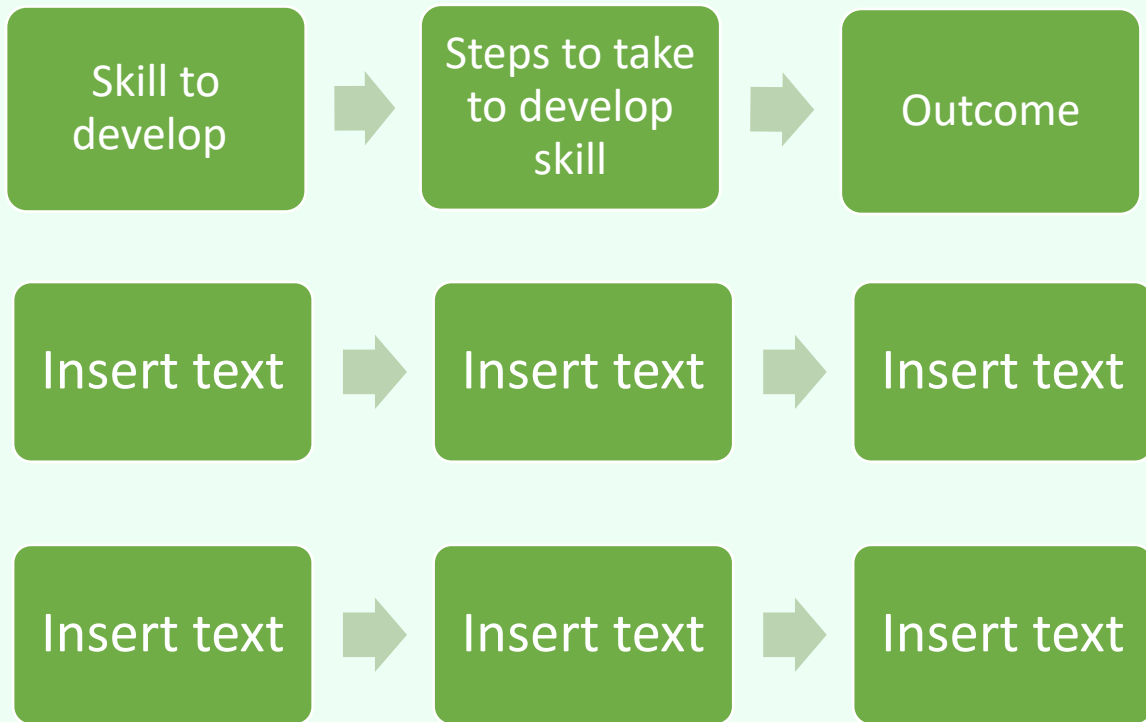 Skill to
develop
Steps to take
to develop
skill
Outcome
Insert text
Insert text
Insert text
Insert text
Insert text
Insert text